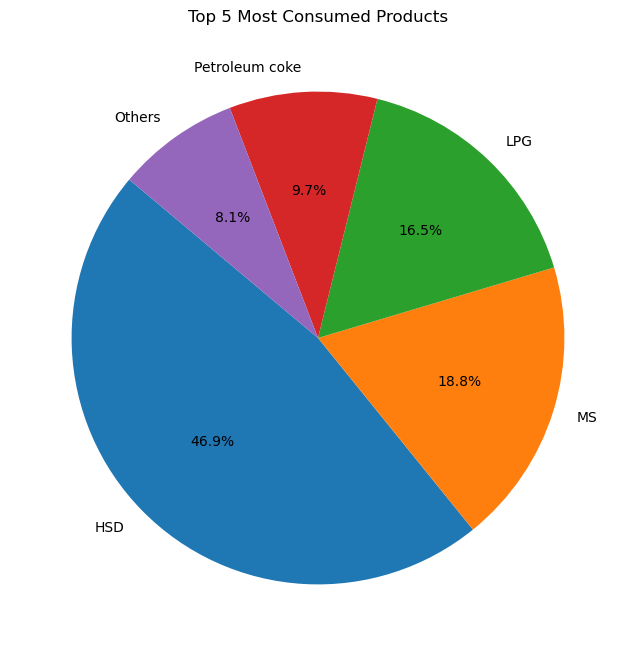 Top 5 Most Consumed Products
Petroleum coke
Others
LPG
9.7%
8.1%
16.5%
18.8%
MS
46.9%
HSD